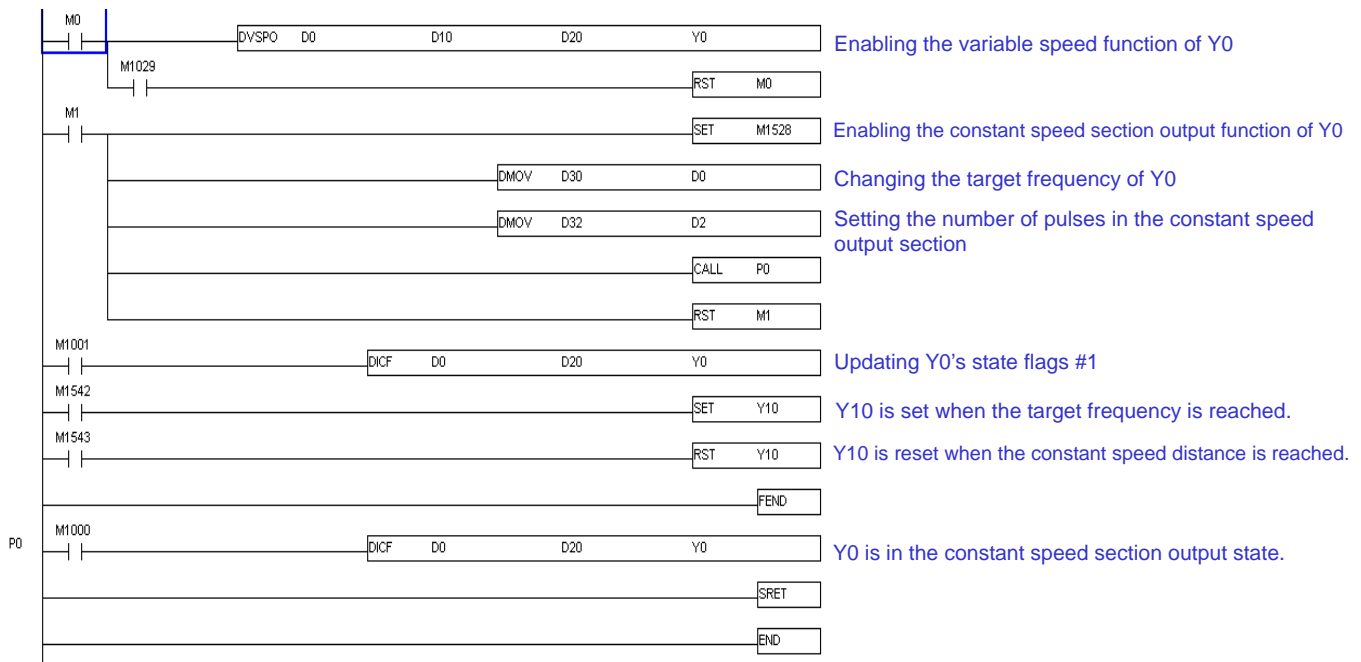 M0
DVSPO D0 D10 D20 Y0 Enabling the variable speed function of Y0
M1029
RST M0
M1
SET M1528 Enabling the constant speed section output function of Y0
DMOV D30 D0 Changing the target frequency of Y0
DMOV D32 D2 Setting the number of pulses in the constant speed
output section
CALL P0
RST M1
M1001
DICF D0 D20 Y0 Updating Y0’s state flags #1
M1542
SET Y10 Y10 is set when the target frequency is reached.
M1543
RST Y10 Y10 is reset when the constant speed distance is reached.
FEND
M1000
P0 DICF D0 D20 Y0 Y0 is in the constant speed section output state.
SRET
END